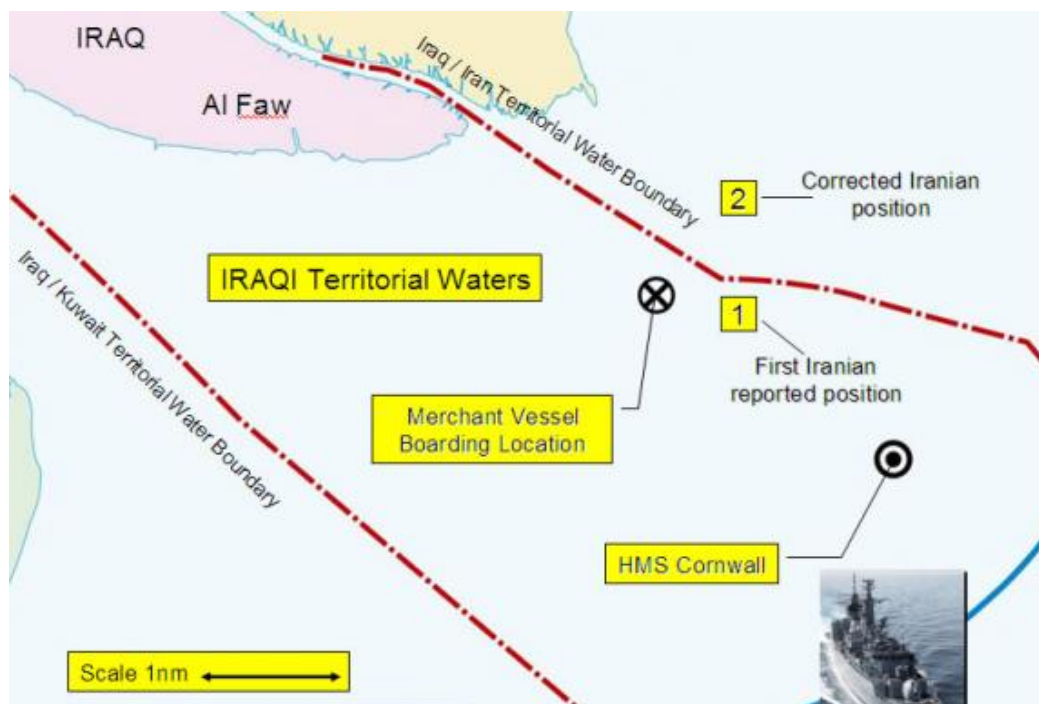 IRAQ
Al Faw
Iraq / Iran Territorial Water Boundary
2
Corrected Iranian
position
Iraq / Kuwait Territorial Water Boundary
IRAQI Territorial Waters
1
First Iranian
reported position
Merchant Vessel
Boarding Location
HMS Cornwall
Scale 1nm